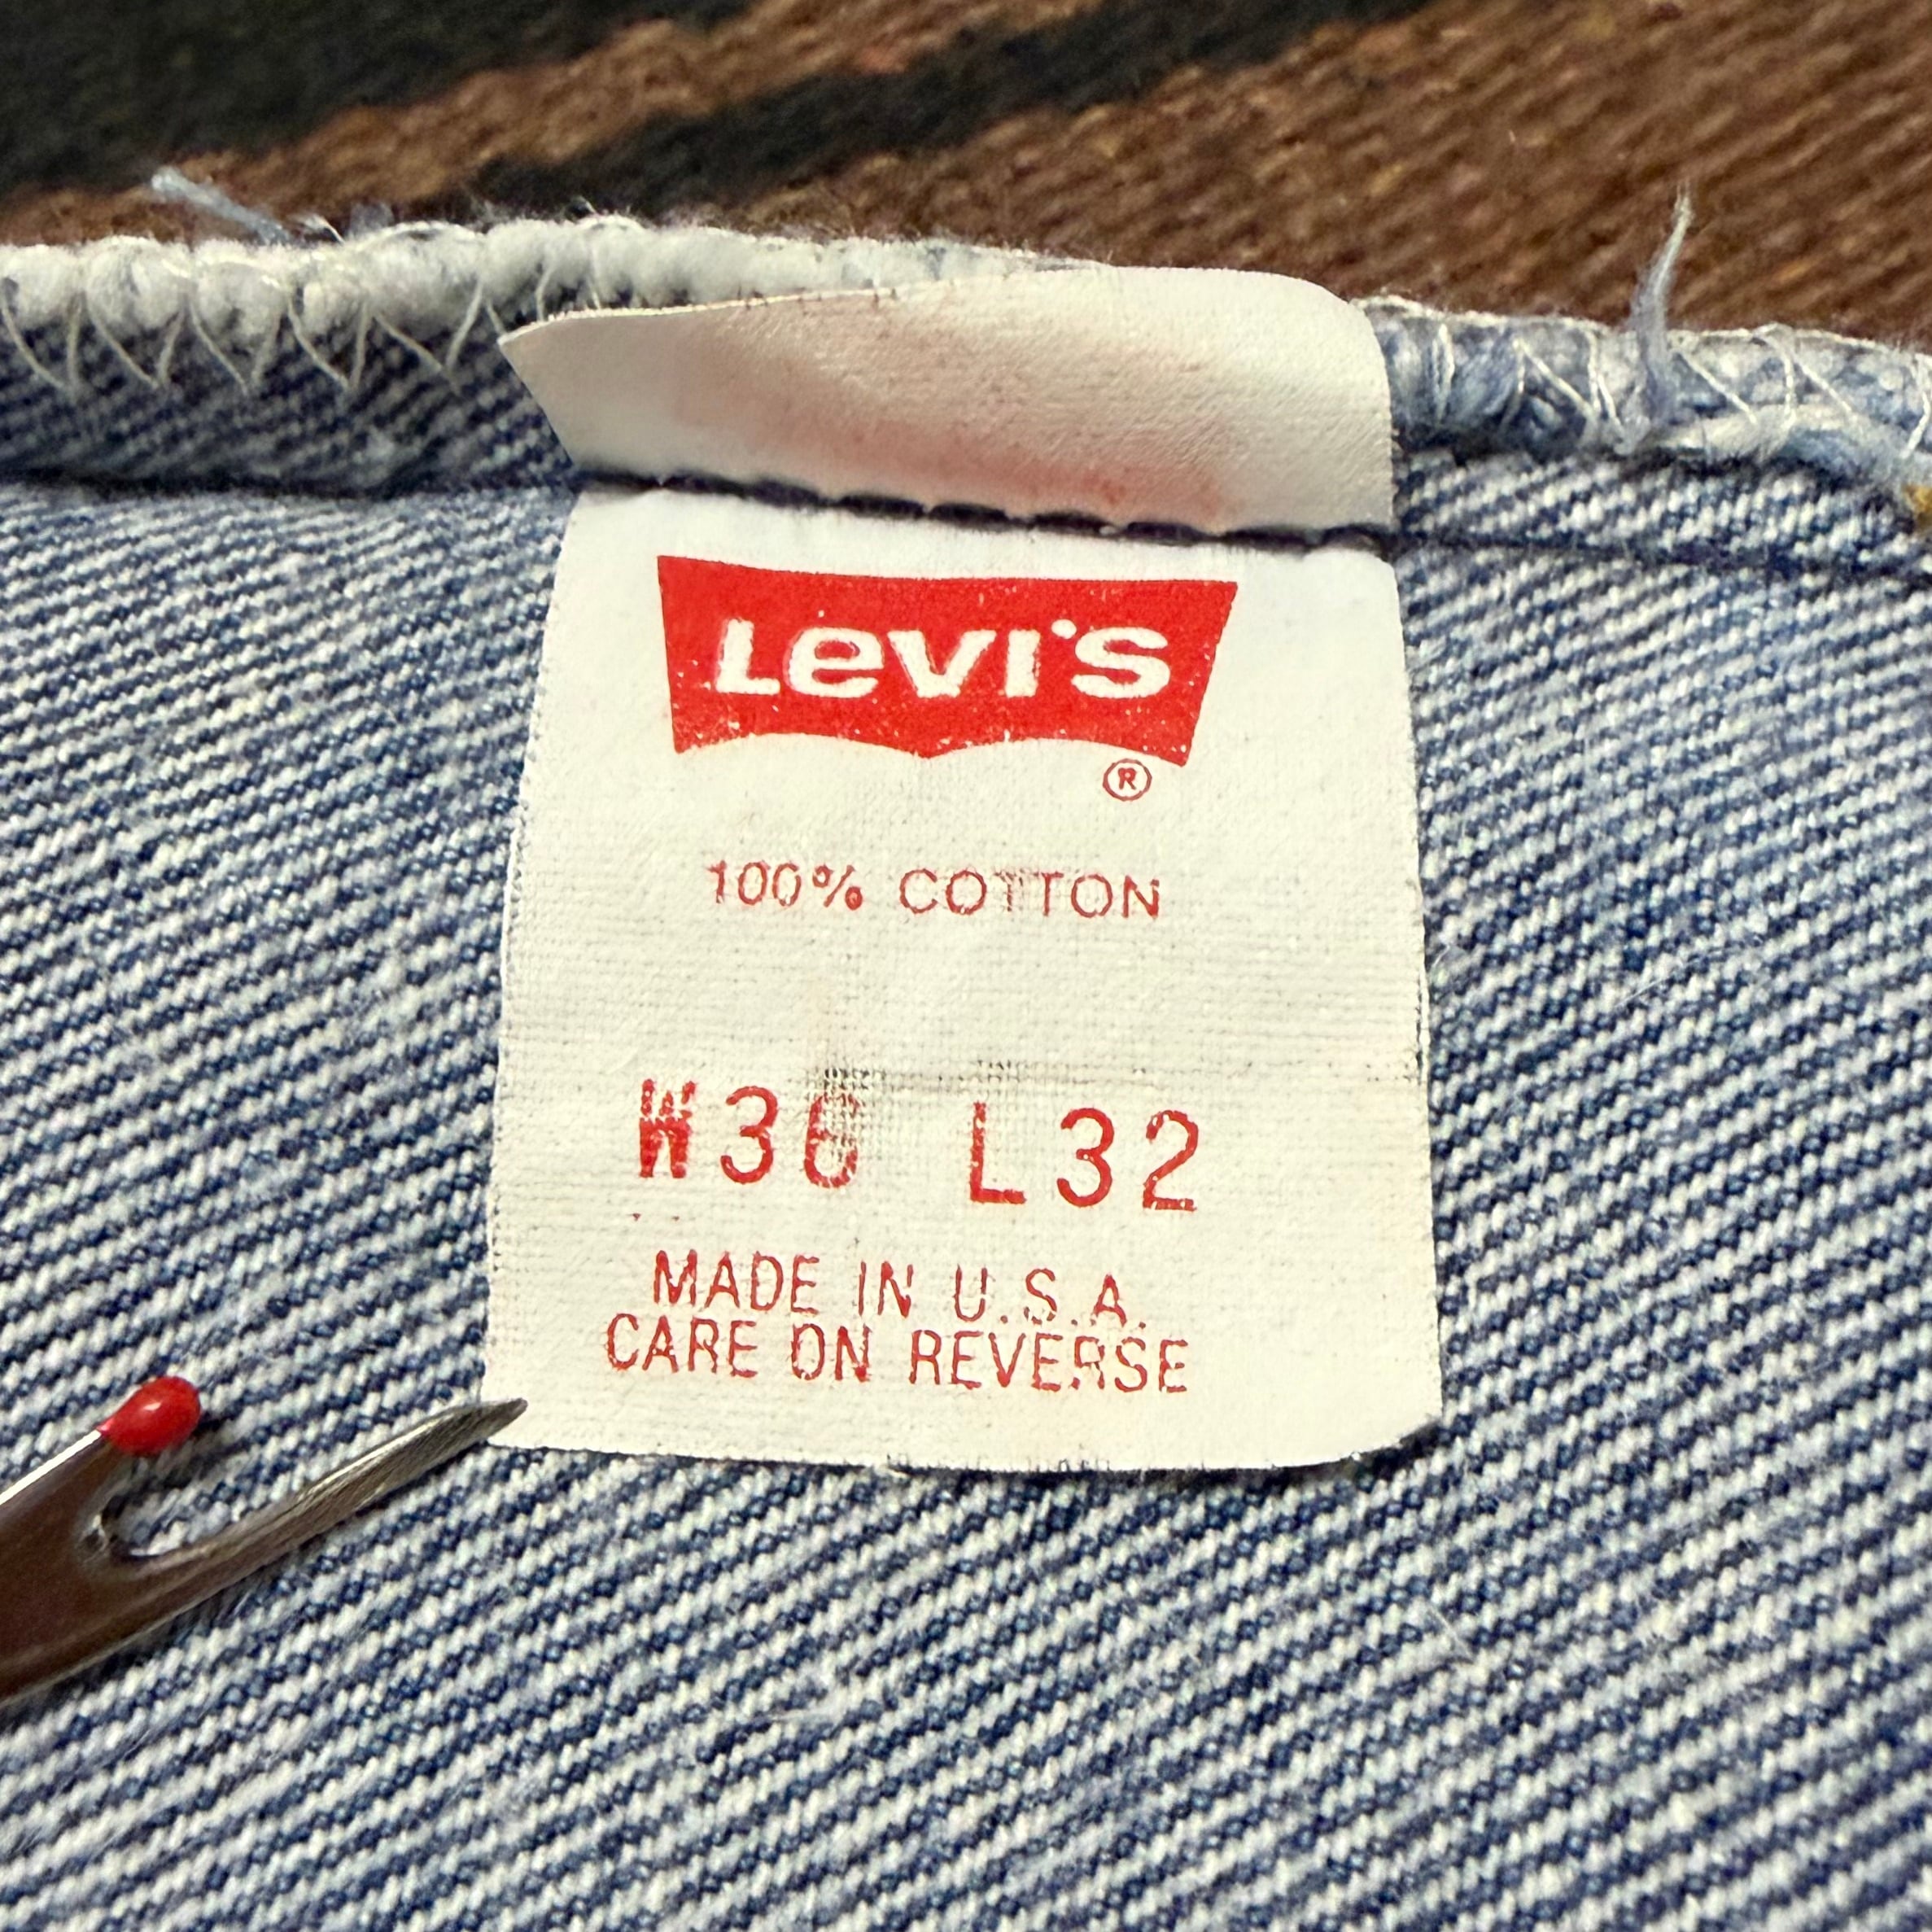 Levi's
®
100% COTTON
W36 L32
MADE IN U.S.A.
CARE ON REVERSE